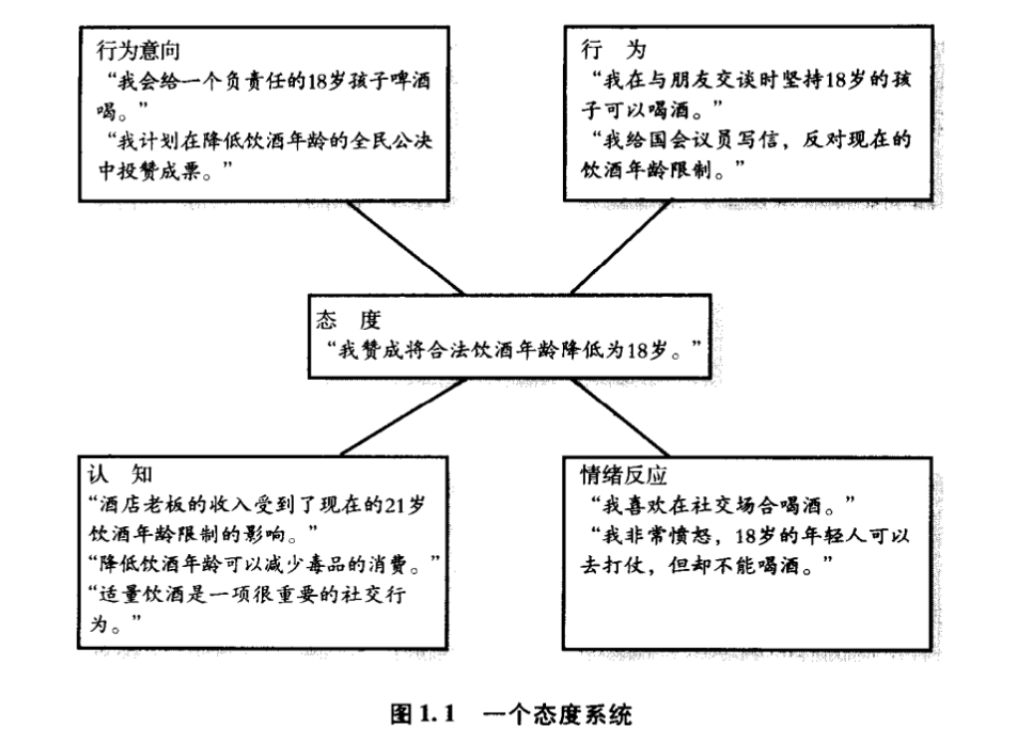 行为意向
“我会给一个负责任的18岁孩子啤酒
喝。”
“我计划在降低饮酒年龄的全民公决
中投赞成票。”
行 为
“我在与朋友交谈时坚持18岁的孩
子可以喝酒。”
“我给国会议员写信，反对现在的
饮酒年龄限制。”
态 度
“我赞成将合法饮酒年龄降低为18岁。”
认 知
“酒店老板的收入受到了现在的21岁
饮酒年龄限制的影响。”
“降低饮酒年龄可以减少毒品的消费。”
“适量饮酒是一项很重要的社交行
为。”
情绪反应
“我喜欢在社交场合喝酒。”
“我非常愤怒，18岁的年轻人可以
去打仗，但却不能喝酒。”
图1.1 一个态度系统